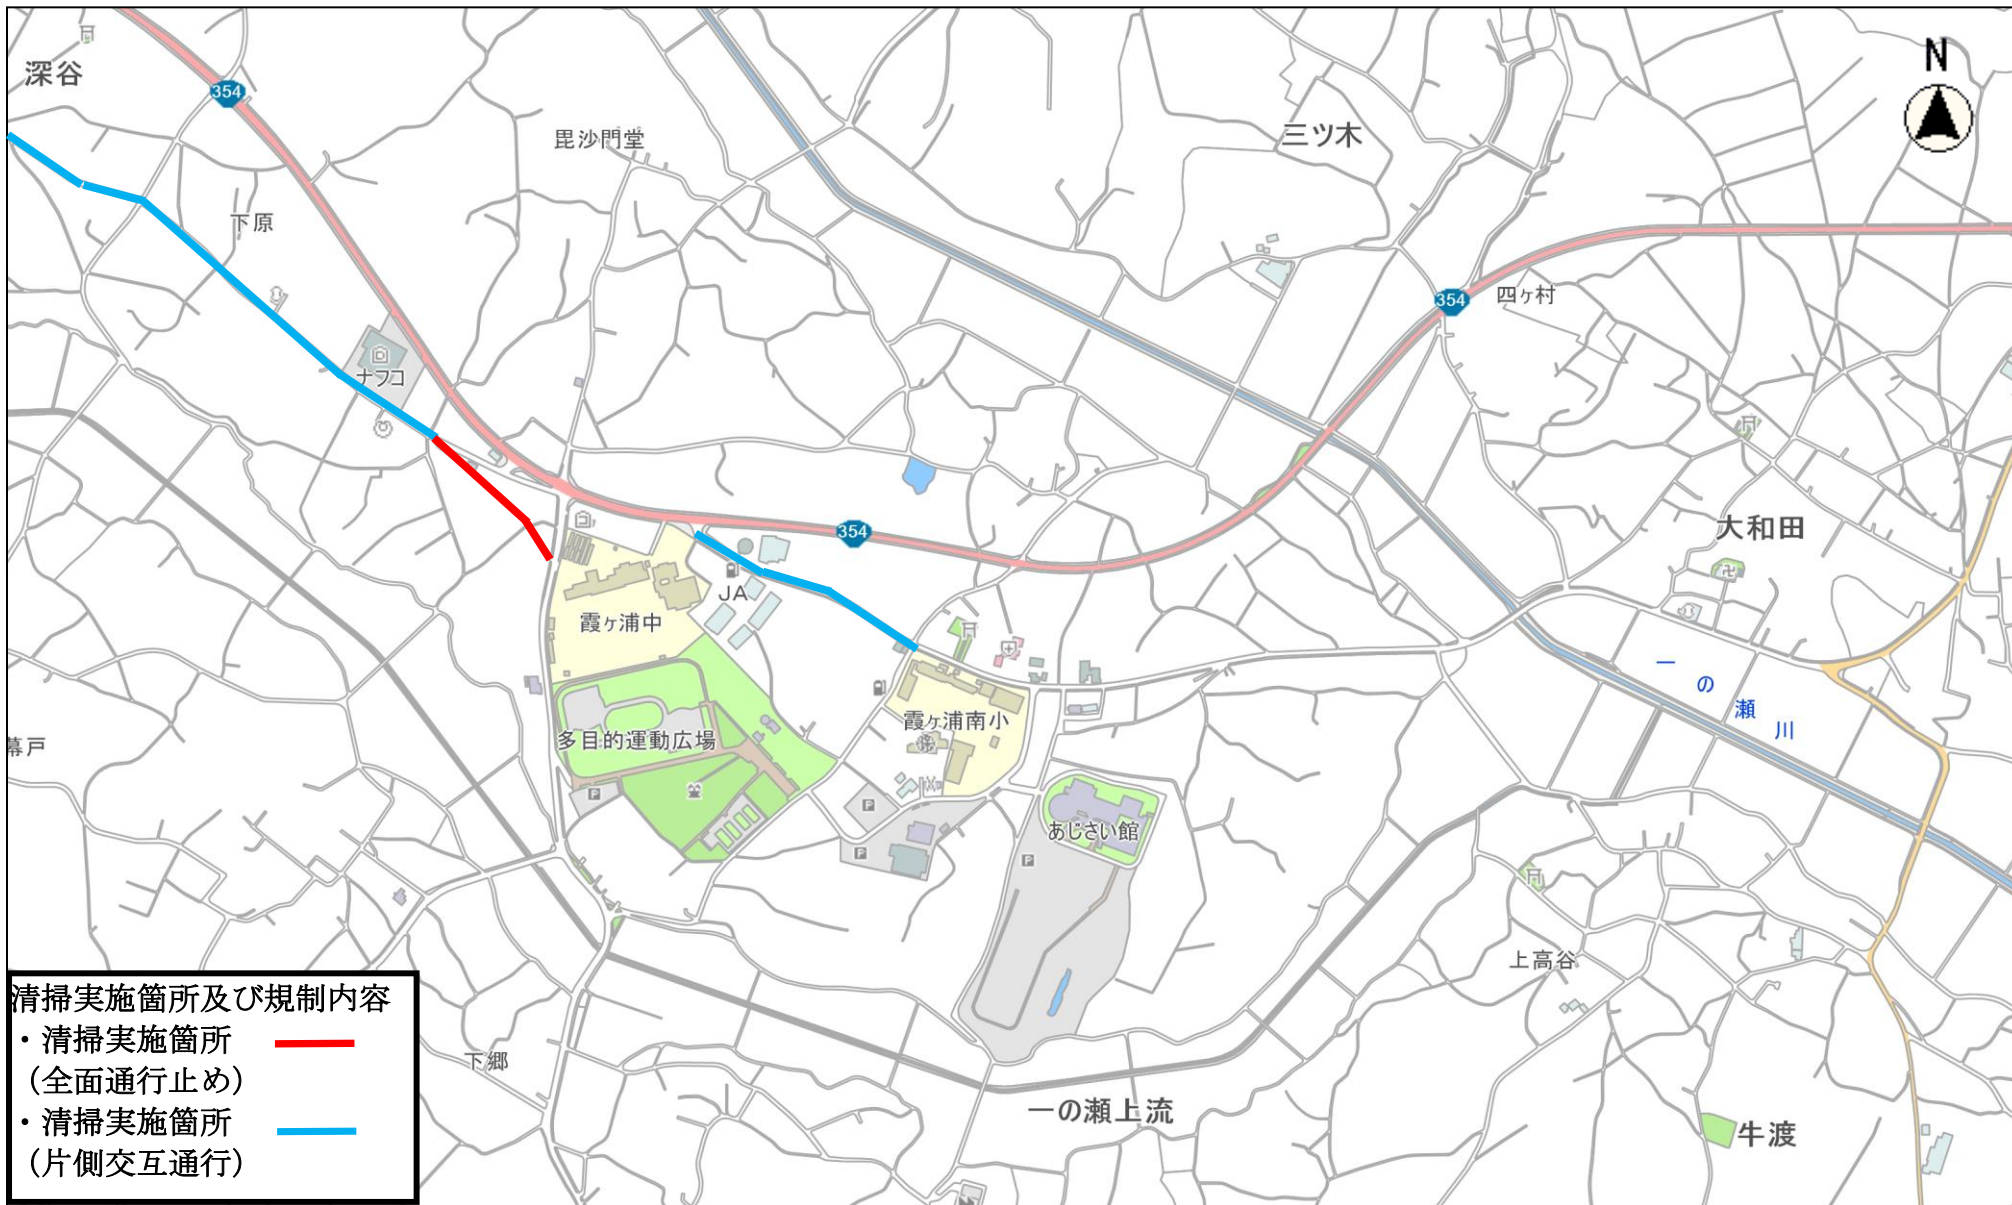 N
深谷
354
毘沙門堂
三ツ木
下原
354
四ヶ村
ナフコ
354
大和田
JA
霞ヶ浦中
一の瀬川
霞ヶ浦南小
多目的運動広場
幕戸
P
P
あじさい館
P
P
上高谷
清掃実施箇所及び規制内容
・清掃実施箇所
(全面通行止め)
・清掃実施箇所
(片側交互通行)
下郷
一の瀬上流
牛渡